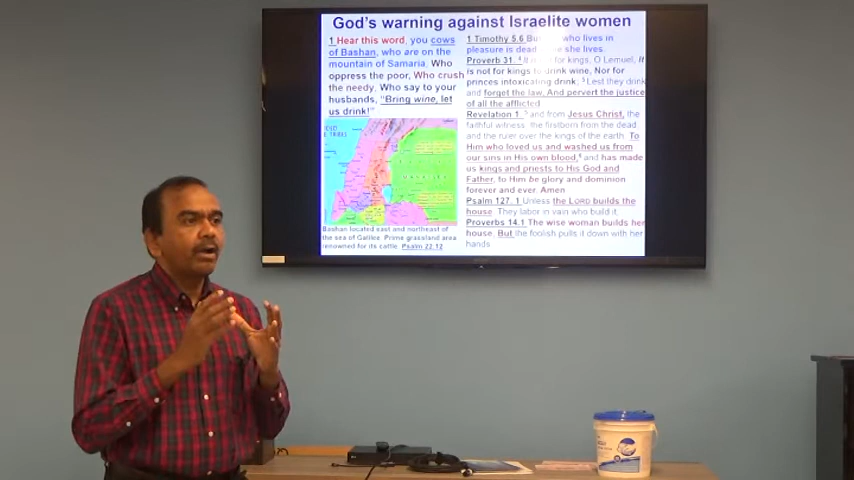 God's warning against Israelite women
1 Hear this word, you cows
of Bashan, who are on the
mountain of Samaria, Who
oppress the poor, Who crush
the needy, Who say to your
husbands, "Bring wine, let
us drink!"
Bashan located east and northeast of
the sea of Galilee. Prime grassland area
renowned for its cattle. Psalm 22.12
1 Timothy 5.6 But who lives in
pleasure is dead she lives.
Proverb 31. 4 It for kings, O Lemuel, It
is not for kings to drink wine, Nor for
princes intoxicating drink; 5 Lest they drink
and forget the law, And pervert the justice
of all the afflicted
Revelation 1. 5 and from Jesus Christ, the
faithful witness, the firstborn from the dead
and the ruler over the kings of the earth. To
Him who loved us and washed us from
our sins in His own blood, 6 and has made
us kings and priests to His God and
Father, to Him be glory and dominion
forever and ever. Amen
Psalm 127. 1 Unless the LORD builds the
house, They labor in vain who build it,
Proverbs 14.1 The wise woman builds her
house, But the foolish pulls it down with her
hands.